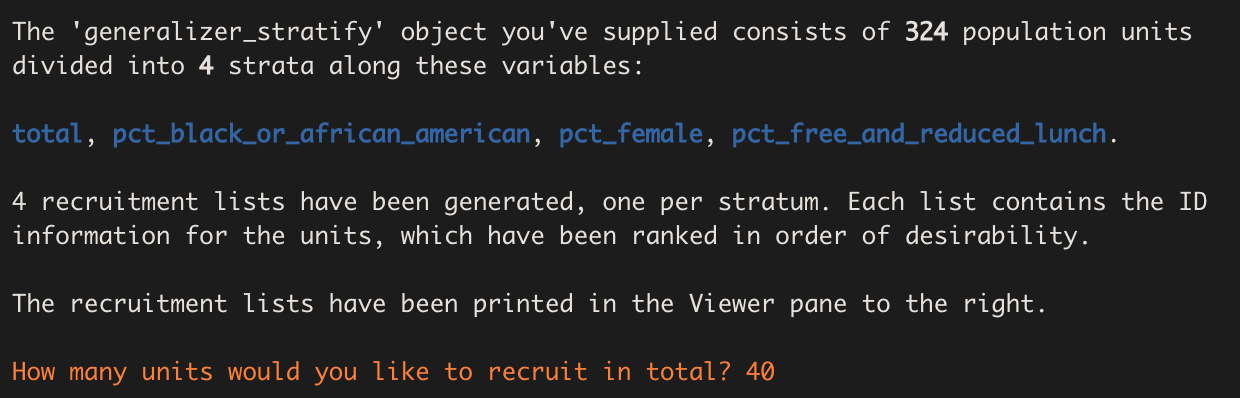 The 'generalizer_stratify' object you've supplied consists of 324 population units
divided into 4 strata along these variables:
total, pct_black_or_african_american, pct_female, pct_free_and_reduced_lunch.
4 recruitment lists have been generated, one per stratum. Each list contains the ID
information for the units, which have been ranked in order of desirability.
The recruitment lists have been printed in the Viewer pane to the right.
How many units would you like to recruit in total? 40